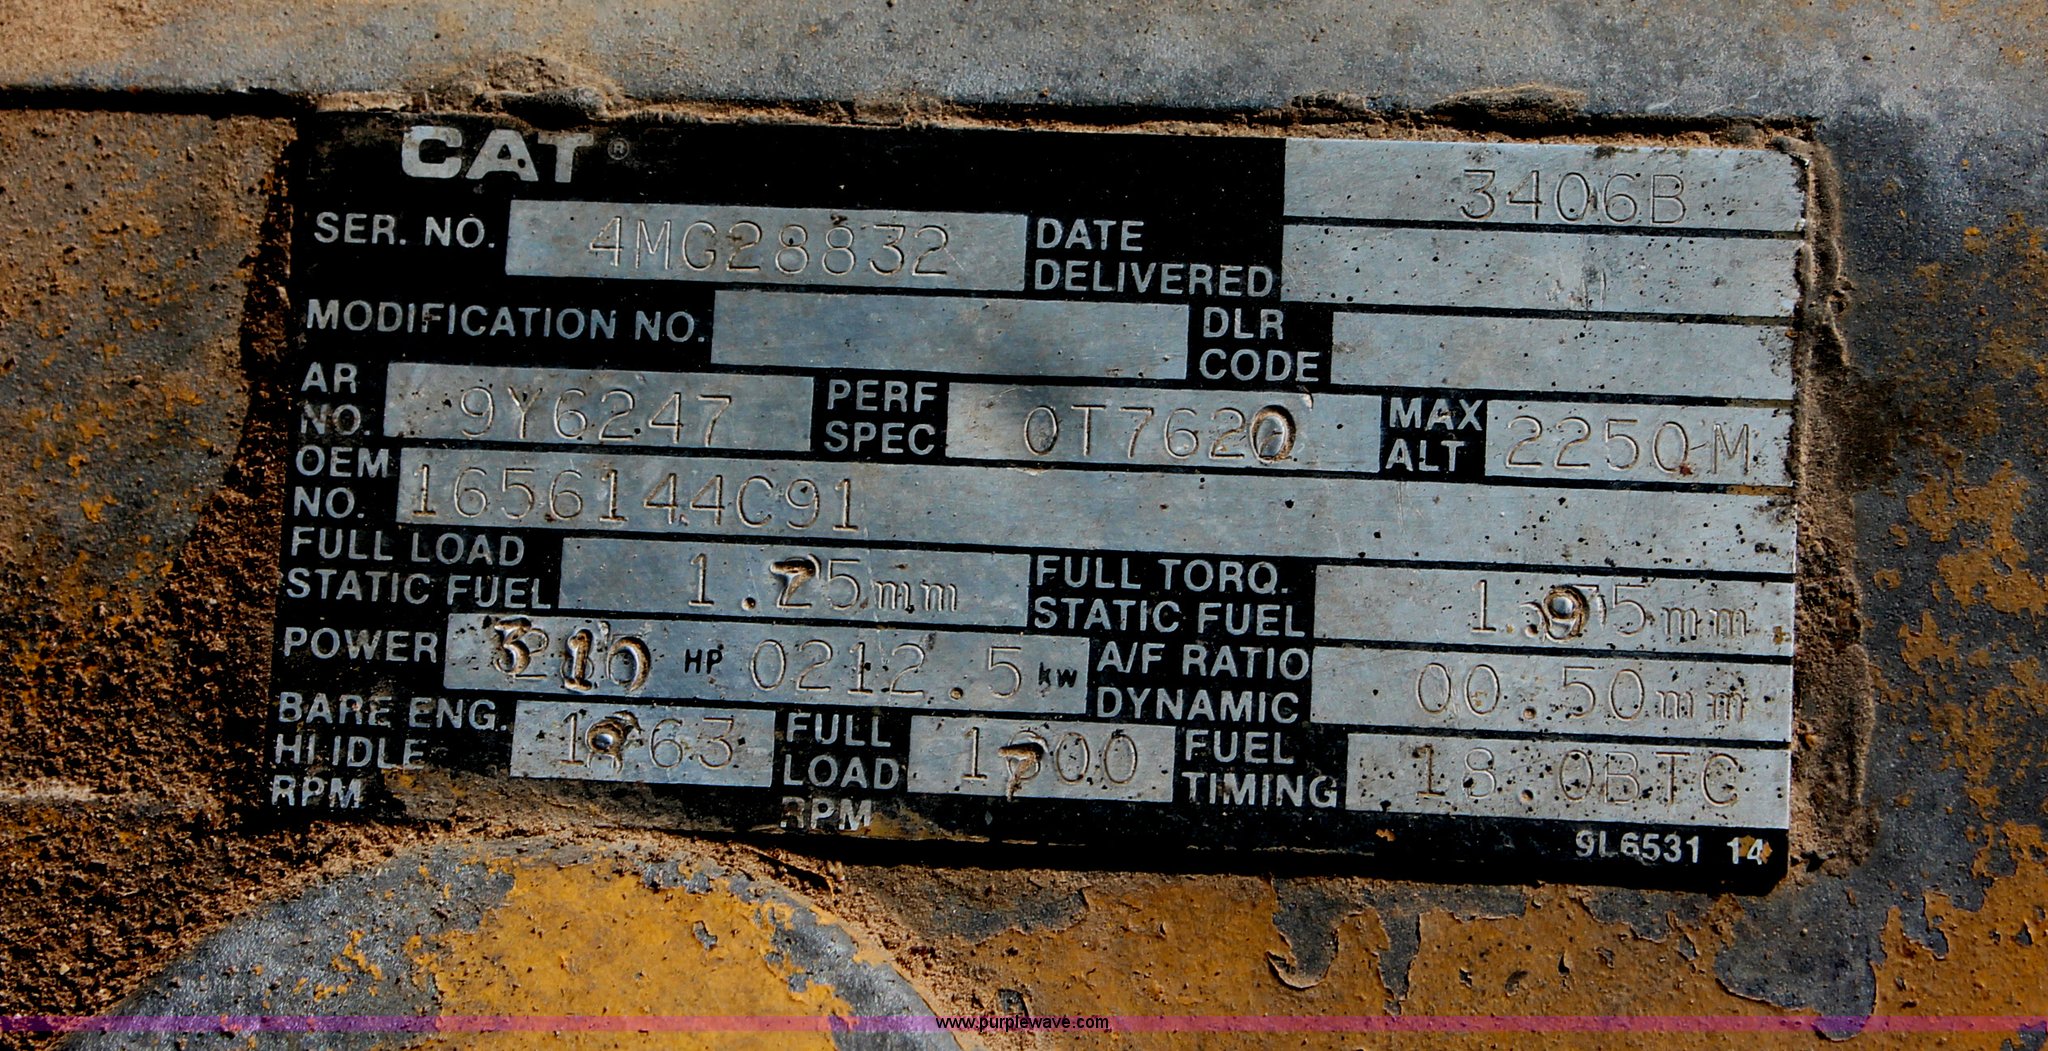 CAT®
3406B
SER. NO. 4MG28832 DATE DELIVERED
MODIFICATION NO. DLR CODE
AR NO. 9Y6247 PERF SPEC 0T7620 MAX ALT 2250 M
OEM NO. 1656144C91
FULL LOAD STATIC FUEL 1.75mm FULL TORQ. STATIC FUEL 1.95mm
POWER 310 HP 0212.5 kw A/F RATIO DYNAMIC 00.50mm
BARE ENG. HI IDLE RPM FULL LOAD RPM 1700 FUEL TIMING 18.0BTC
9L6531 14
www.purplewave.com